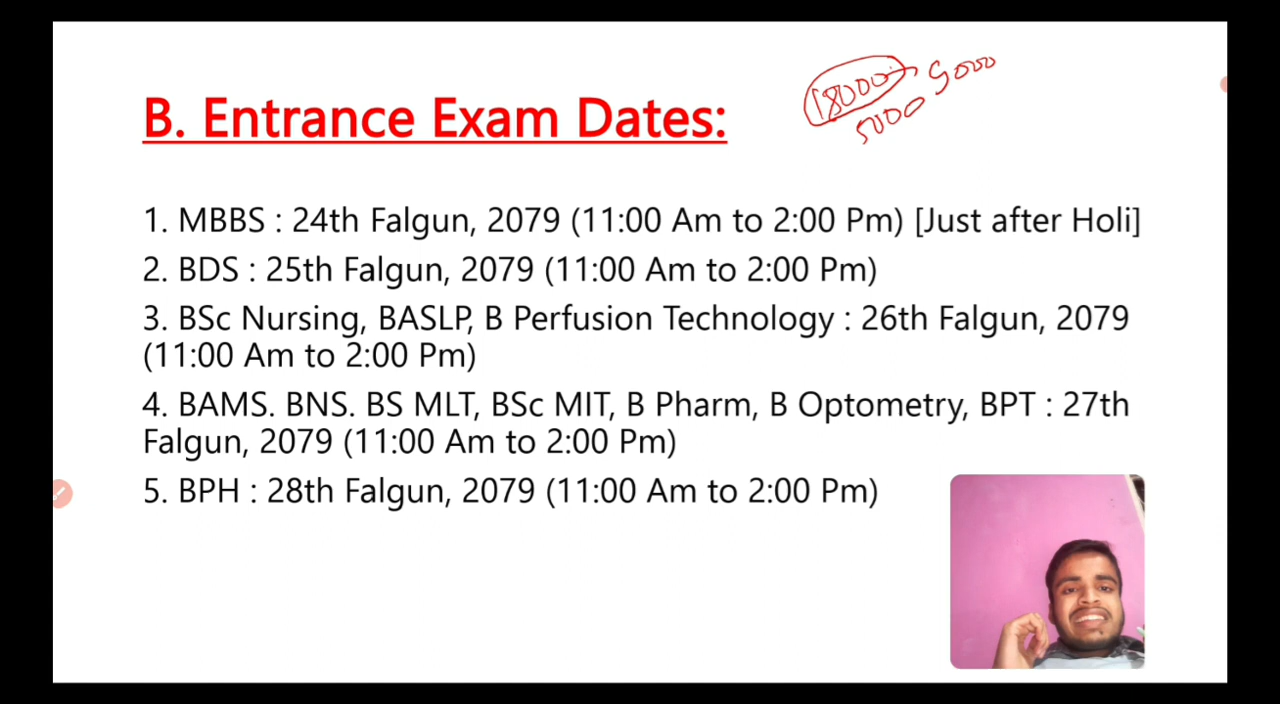 B. Entrance Exam Dates:
18000 9000
5000
1. MBBS : 24th Falgun, 2079 (11:00 Am to 2:00 Pm) [Just after Holi]
2. BDS : 25th Falgun, 2079 (11:00 Am to 2:00 Pm)
3. BSc Nursing, BASLP, B Perfusion Technology : 26th Falgun, 2079
(11:00 Am to 2:00 Pm)
4. BAMS. BNS. BS MLT, BSc MIT, B Pharm, B Optometry, BPT : 27th
Falgun, 2079 (11:00 Am to 2:00 Pm)
5. BPH : 28th Falgun, 2079 (11:00 Am to 2:00 Pm)